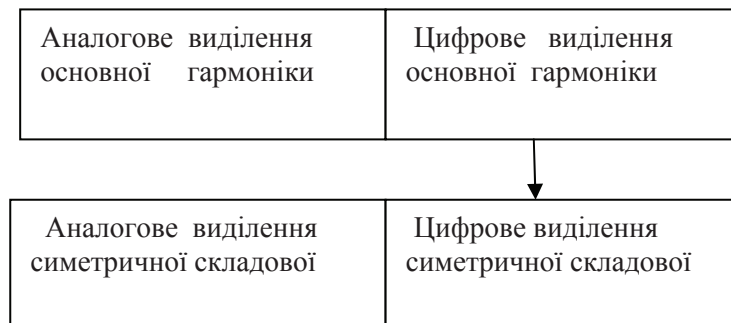 Аналогове виділення
основної гармоніки
Цифрове виділення
основної гармоніки
Аналогове виділення
симетричної складової
Цифрове виділення
симетричної складової